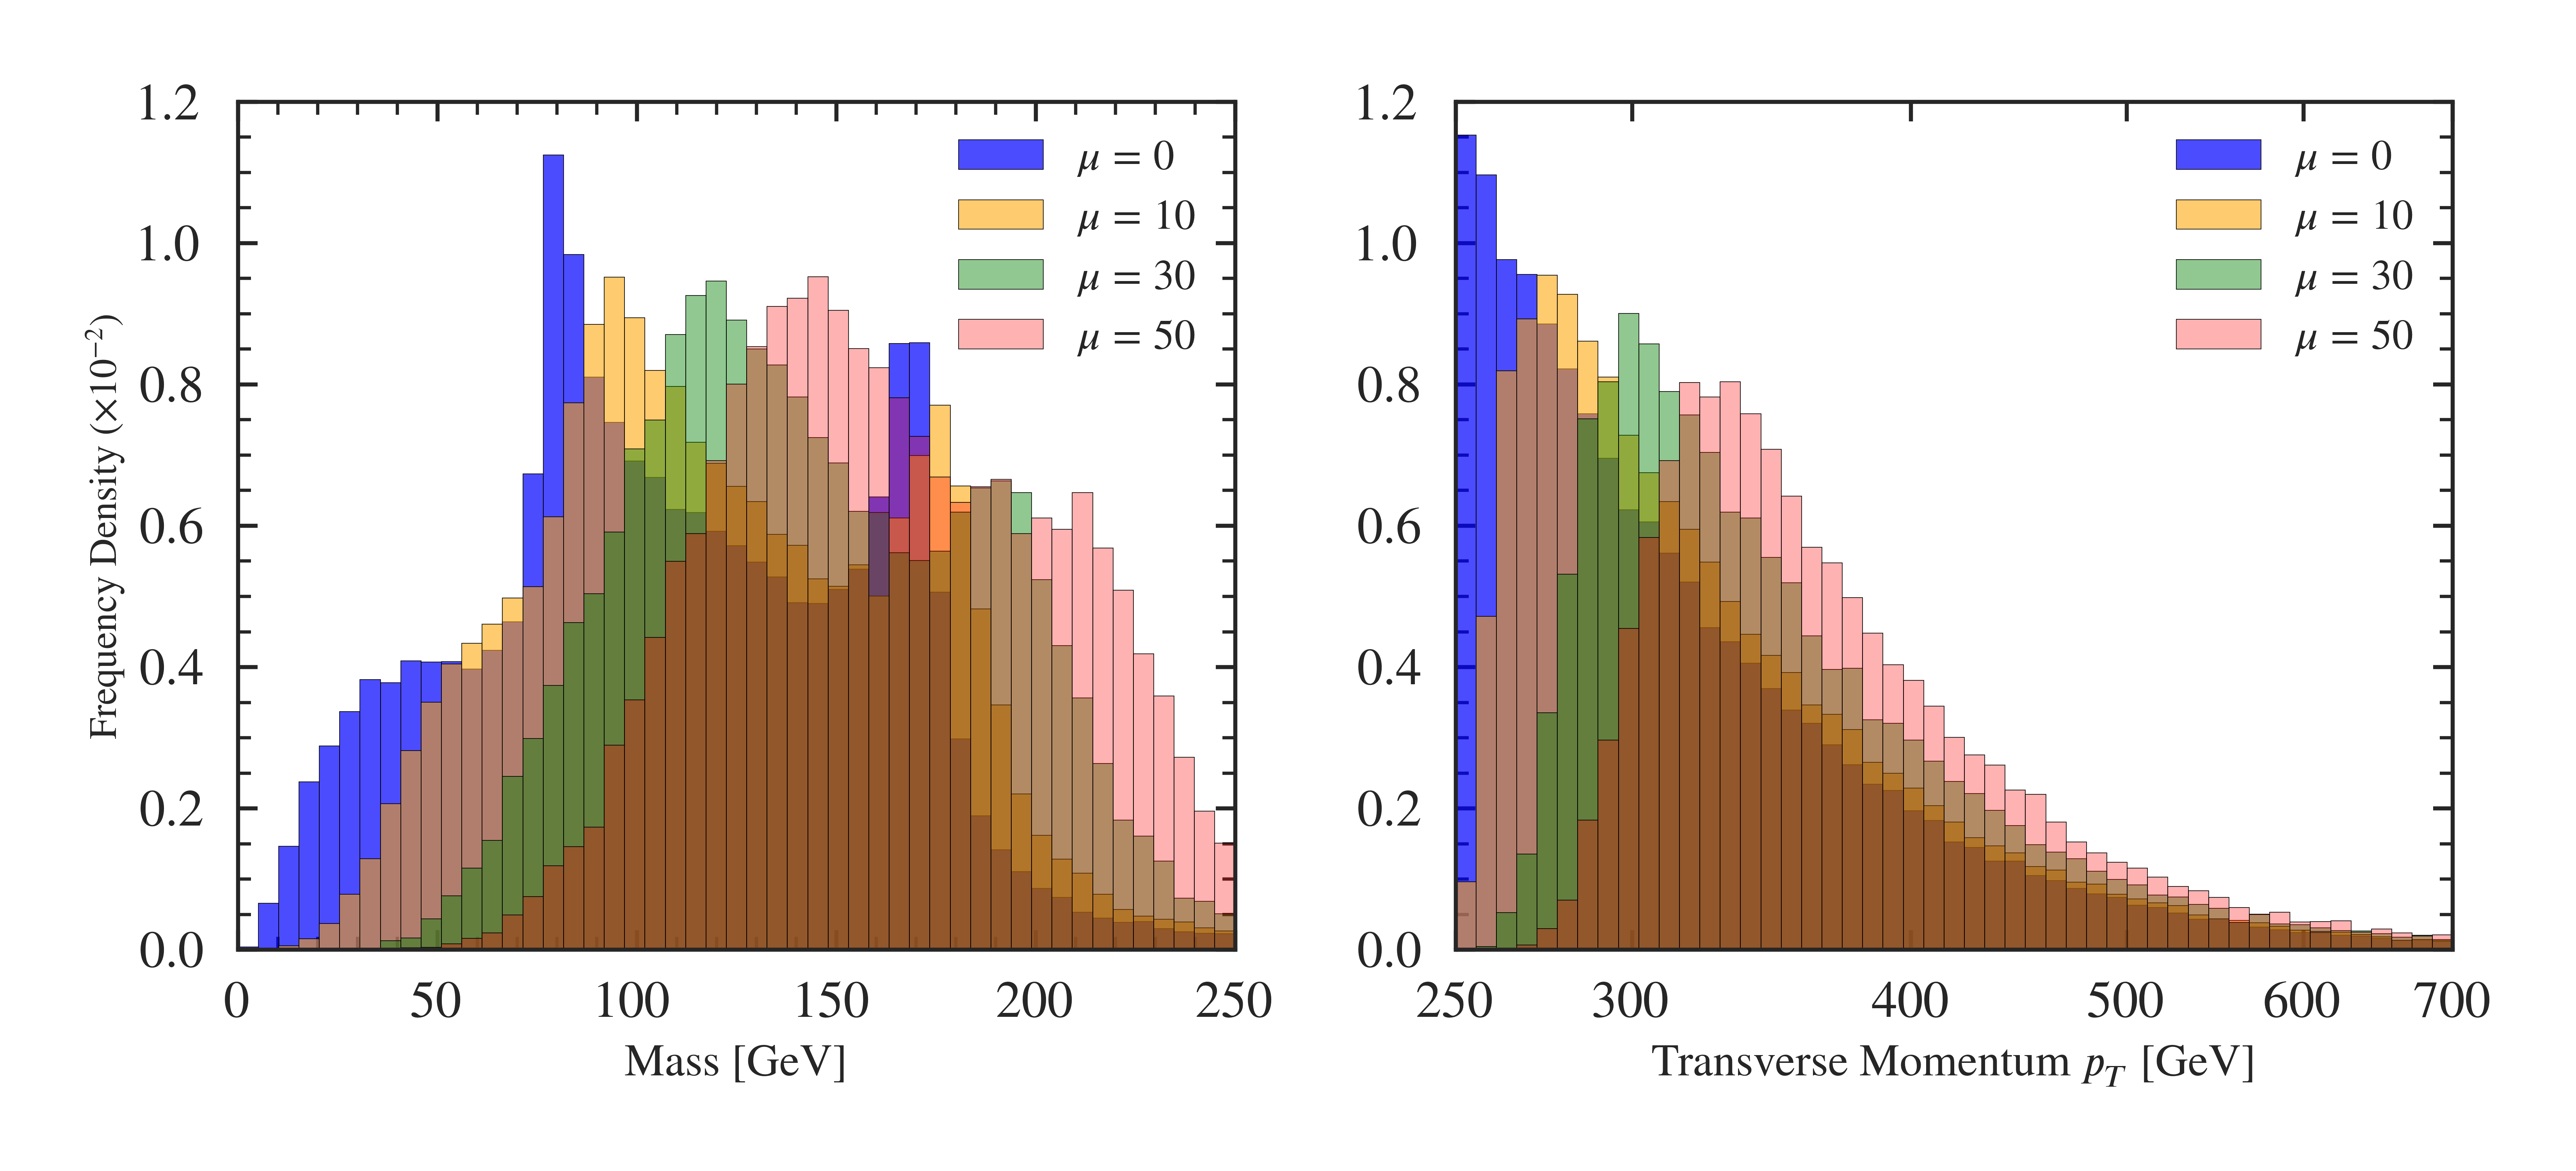 Frequency Density (×10⁻²)
1.2
1.0
0.8
0.6
0.4
0.2
0.0
0 50 100 150 200 250
Mass [GeV]
μ = 0
μ = 10
μ = 30
μ = 50
1.2
1.0
0.8
0.6
0.4
0.2
0.0
250 300 400 500 600 700
Transverse Momentum p_T [GeV]
μ = 0
μ = 10
μ = 30
μ = 50